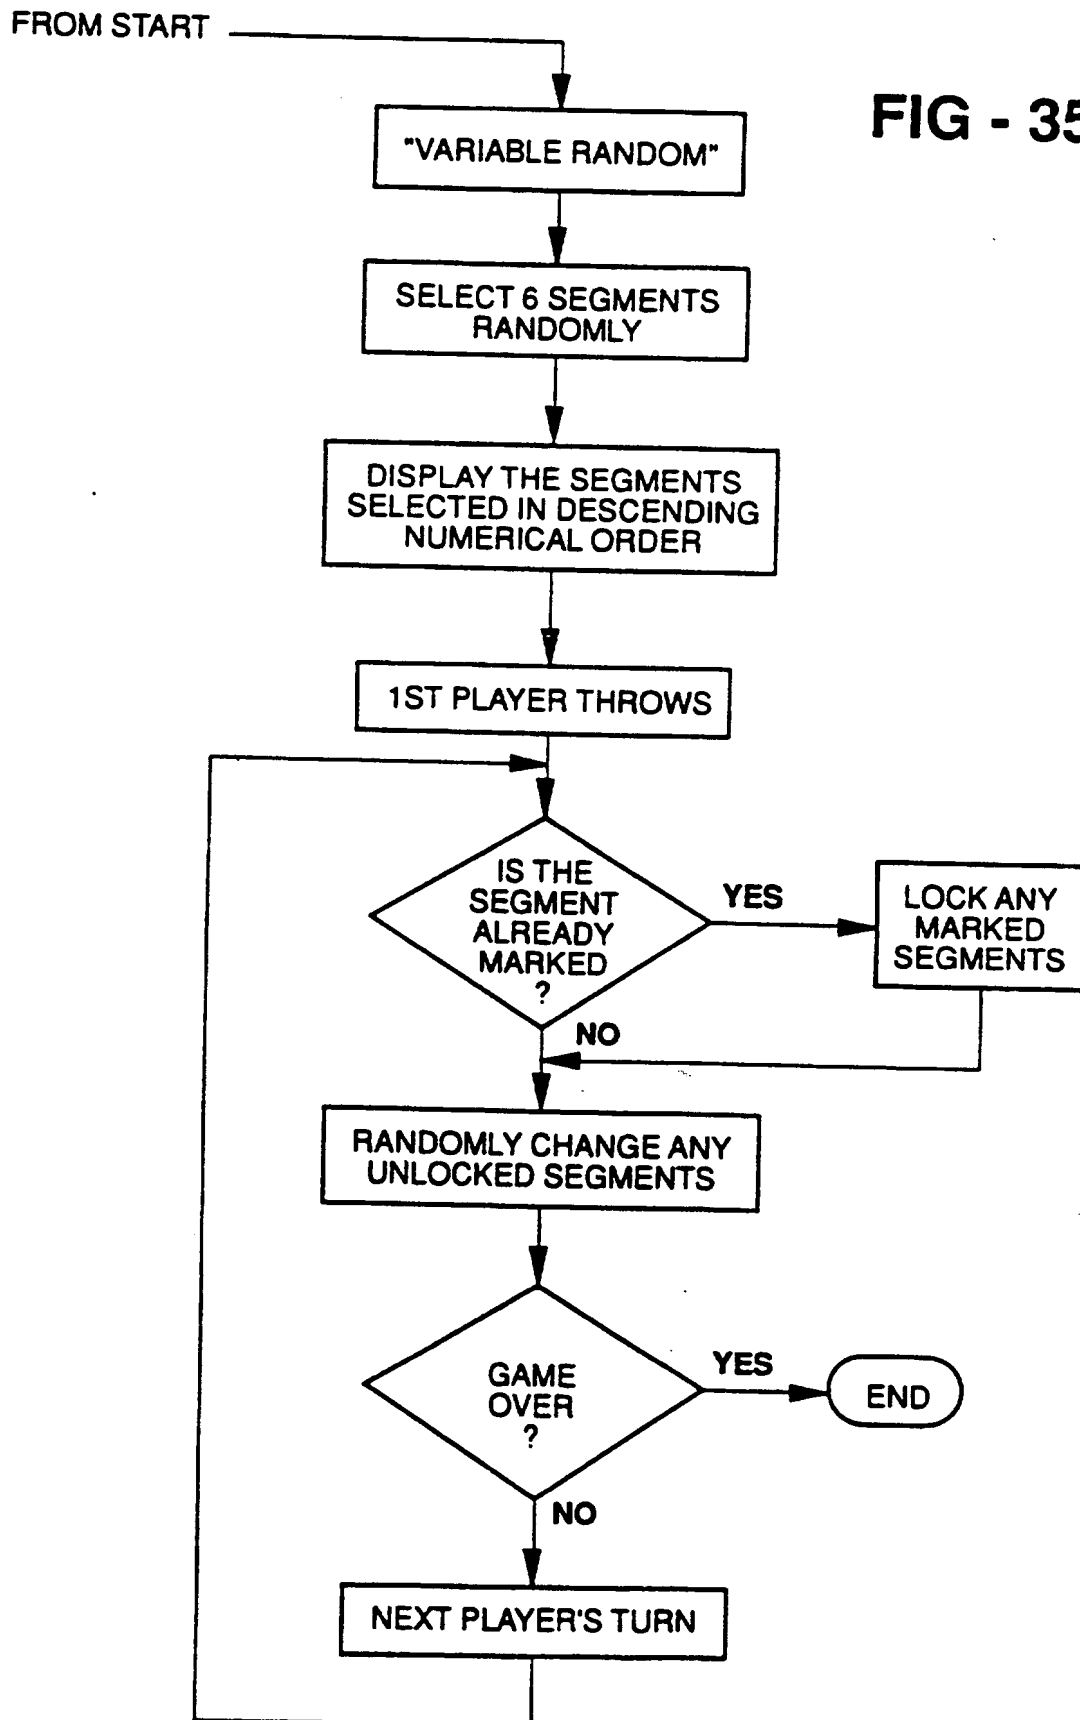 FROM START
FIG - 35
"VARIABLE RANDOM"
SELECT 6 SEGMENTS
RANDOMLY
DISPLAY THE SEGMENTS
SELECTED IN DESCENDING
NUMERICAL ORDER
1ST PLAYER THROWS
IS THE
SEGMENT
ALREADY
MARKED
?
YES
LOCK ANY
MARKED
SEGMENTS
NO
RANDOMLY CHANGE ANY
UNLOCKED SEGMENTS
GAME
OVER
?
YES
END
NO
NEXT PLAYER'S TURN